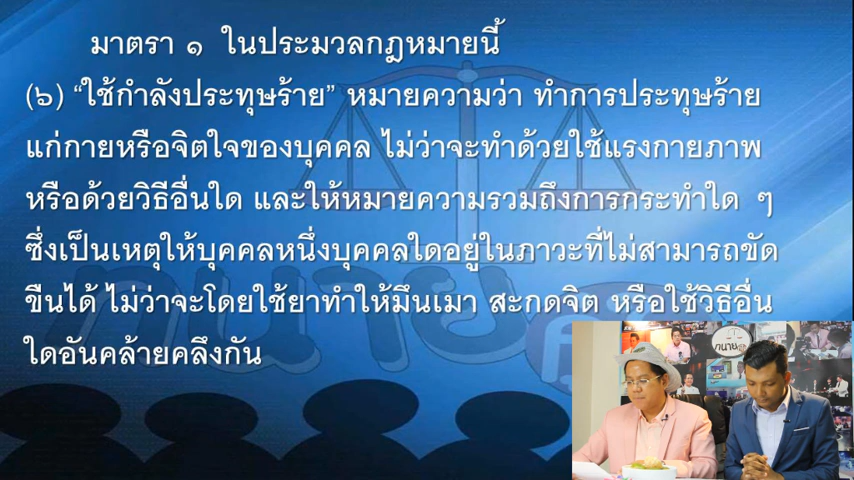 มาตรา ๑ ในประมวลกฎหมายนี้
(๖) “ใช้กำลังประทุษร้าย” หมายความว่า ทำการประทุษร้าย
แก่กายหรือจิตใจของบุคคล ไม่ว่าจะทำด้วยใช้แรงกายภาพ
หรือด้วยวิธีอื่นใด และให้หมายความรวมถึงการกระทำใด ๆ
ซึ่งเป็นเหตุให้บุคคลหนึ่งบุคคลใดอยู่ในภาวะที่ไม่สามารถขัด
ขืนได้ ไม่ว่าจะโดยใช้ยาทำให้มึนเมา สะกดจิต หรือใช้วิธีอื่น
ใดอันคล้ายคลึงกัน
ทนาย
ทนาย